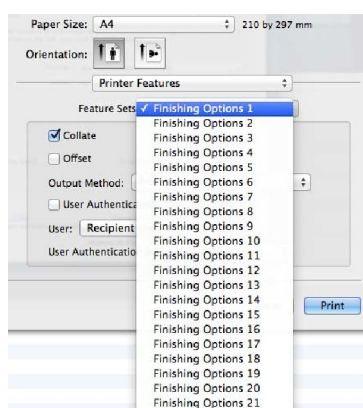 Paper Size: A4 210 by 297 mm
Orientation:
Printer Features
Feature Sets ✓ Finishing Options 1
Finishing Options 2
Collate Finishing Options 3
Finishing Options 4
Offset Finishing Options 5
Output Method: Finishing Options 6
Finishing Options 7
User Finishing Options 8
User: Recipient Finishing Options 9
Finishing Options 10
User Finishing Options 11
Finishing Options 12
Finishing Options 13
Finishing Options 14
Print
Finishing Options 15
Finishing Options 16
Finishing Options 17
Finishing Options 18
Finishing Options 19
Finishing Options 20
Finishing Options 21